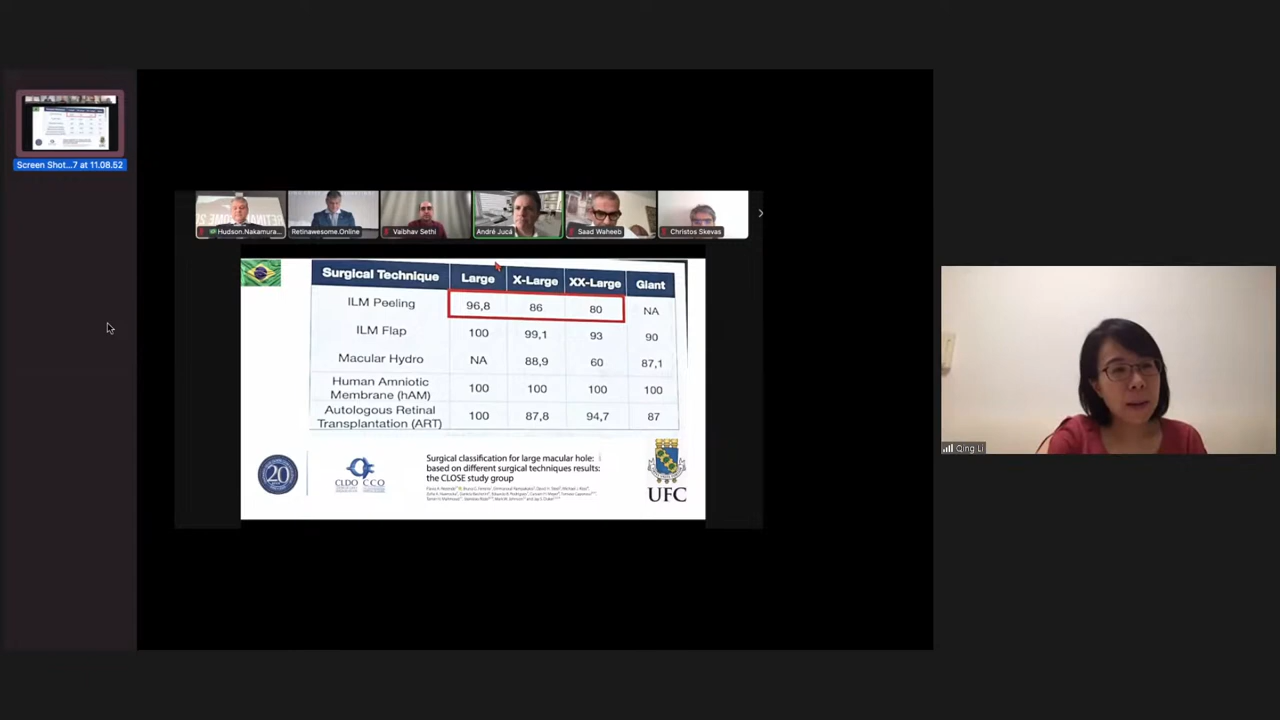 Screen Shot...7 at 11.08.52
Hudson.Nakamura...
Retinawesome.Online
Vaibhav Sethi
André Jucá
Saad Waheeb
Christos Skevas
Surgical Technique Large X-Large XX-Large Giant
ILM Peeling 96,8 86 80 NA
ILM Flap 100 99,1 93 90
Macular Hydro NA 88,9 60 87,1
Human Amniotic
Membrane (hAM) 100 100 100 100
Autologous Retinal
Transplantation (ART) 100 87,8 94,7 87
Surgical classification for large macular hole:
based on different surgical techniques results:
the CLOSE study group
20
CLDO CCO
UFC
Qing Li